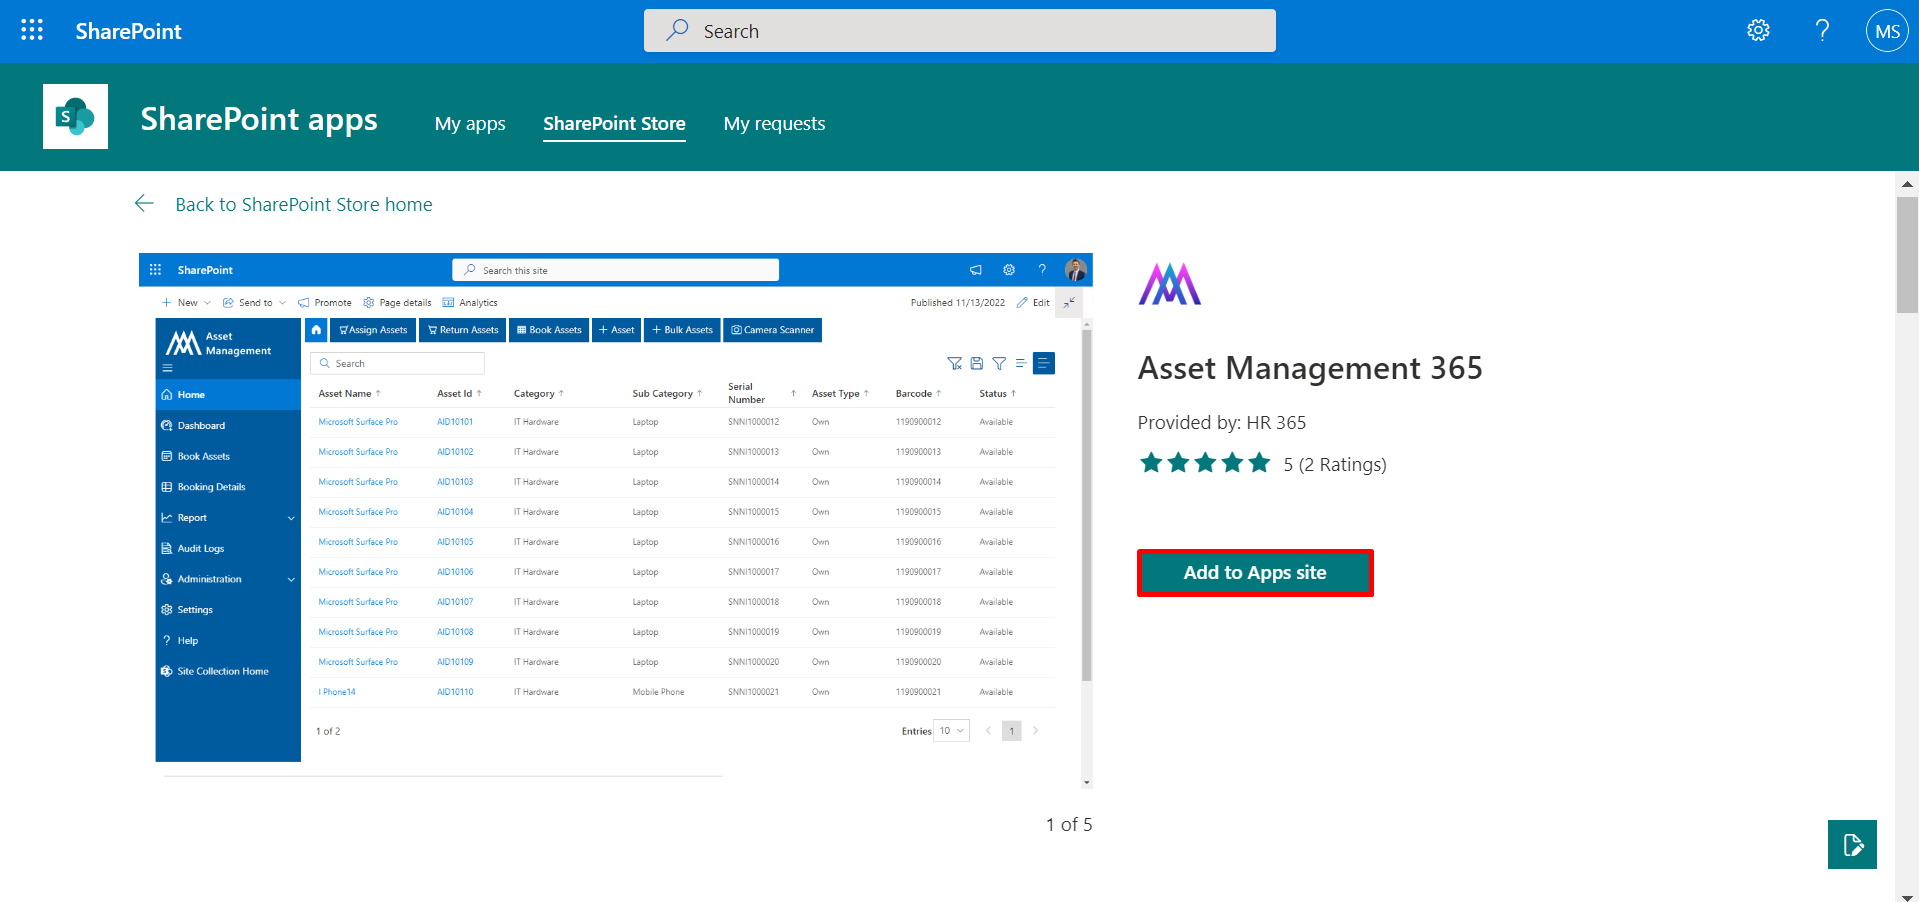 SharePoint
Search
MS
S
SharePoint apps
My apps
SharePoint Store
My requests
Back to SharePoint Store home
SharePoint
Search this site
New
Send to
Promote
Page details
Analytics
Published 11/13/2022
Edit
Asset Management
Assign Assets
Return Assets
Book Assets
Asset
Bulk Assets
Camera Scanner
Search
Home
Dashboard
Book Assets
Booking Details
Report
Audit Logs
Administration
Settings
Help
Site Collection Home
Asset Name Asset Id Category Sub Category Serial Number Asset Type Barcode Status
Microsoft Surface Pro AID10101 IT Hardware Laptop SNNI1000012 Own 1190900012 Available
Microsoft Surface Pro AID10102 IT Hardware Laptop SNNI1000013 Own 1190900013 Available
Microsoft Surface Pro AID10103 IT Hardware Laptop SNNI1000014 Own 1190900014 Available
Microsoft Surface Pro AID10104 IT Hardware Laptop SNNI1000015 Own 1190900015 Available
Microsoft Surface Pro AID10105 IT Hardware Laptop SNNI1000016 Own 1190900016 Available
Microsoft Surface Pro AID10106 IT Hardware Laptop SNNI1000017 Own 1190900017 Available
Microsoft Surface Pro AID10107 IT Hardware Laptop SNNI1000018 Own 1190900018 Available
Microsoft Surface Pro AID10108 IT Hardware Laptop SNNI1000019 Own 1190900019 Available
Microsoft Surface Pro AID10109 IT Hardware Laptop SNNI1000020 Own 1190900020 Available
I Phone14 AID10110 IT Hardware Mobile Phone SNNI1000021 Own 1190900021 Available
1 of 2
Entries 10
1
1 of 5
Asset Management 365
Provided by: HR 365
5 (2 Ratings)
Add to Apps site